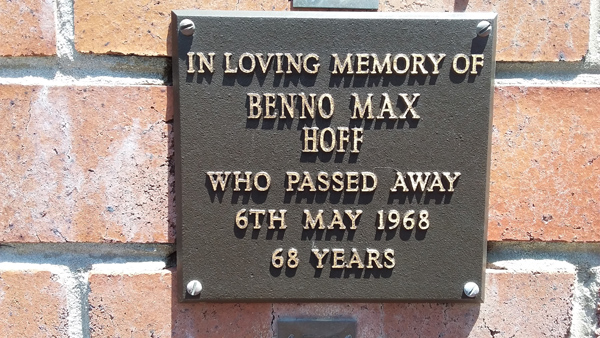 IN LOVING MEMORY OF
BENNO MAX
HOFF
WHO PASSED AWAY
6TH MAY 1968
68 YEARS